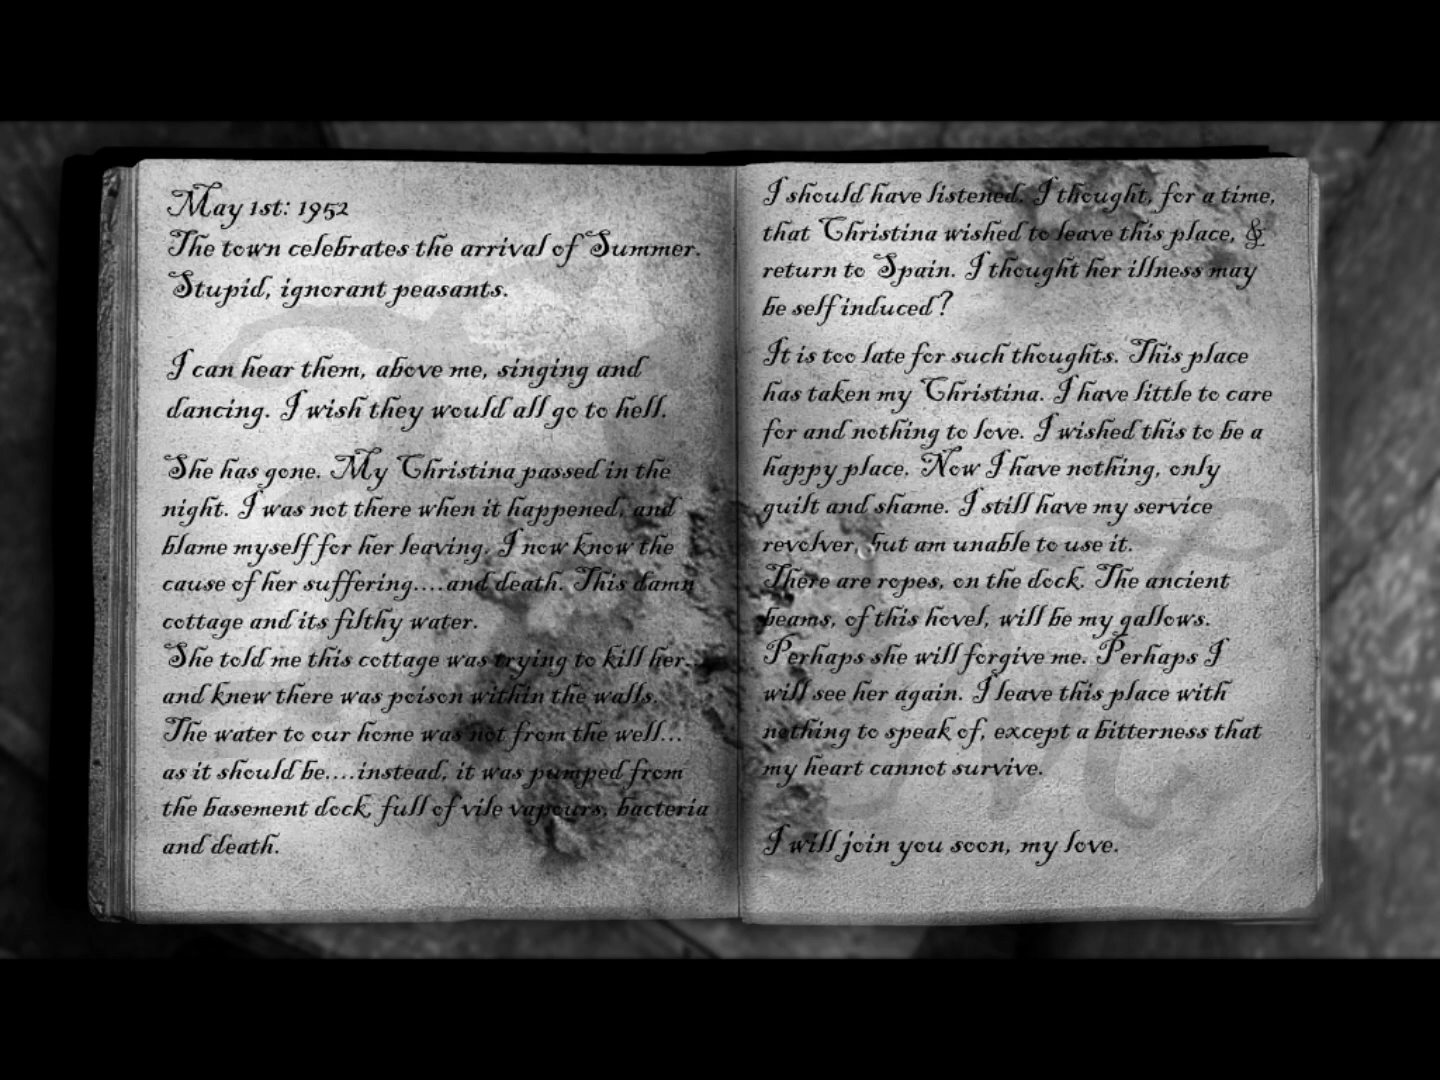 May 1st: 1952
The town celebrates the arrival of Summer.
Stupid, ignorant peasants.
I can hear them, above me, singing and
dancing. I wish they would all go to hell.
She has gone. My Christina passed in the
night. I was not there when it happened, and
blame myself for her leaving. I now know the
cause of her suffering....and death. This damn
cottage and its filthy water.
She told me this cottage was trying to kill her..
and knew there was poison within the walls.
The water to our home was not from the well...
as it should be....instead, it was pumped from
the basement dock, full of vile vapours, bacteria
and death.
I should have listened. I thought, for a time,
that Christina wished to leave this place, &
return to Spain. I thought her illness may
be self induced?
It is too late for such thoughts. This place
has taken my Christina. I have little to care
for and nothing to love. I wished this to be a
happy place. Now I have nothing, only
guilt and shame. I still have my service
revolver, but am unable to use it.
There are ropes, on the dock. The ancient
beams, of this hovel, will be my gallows.
Perhaps she will forgive me. Perhaps I
will see her again. I leave this place with
nothing to speak of, except a bitterness that
my heart cannot survive.
I will join you soon, my love.